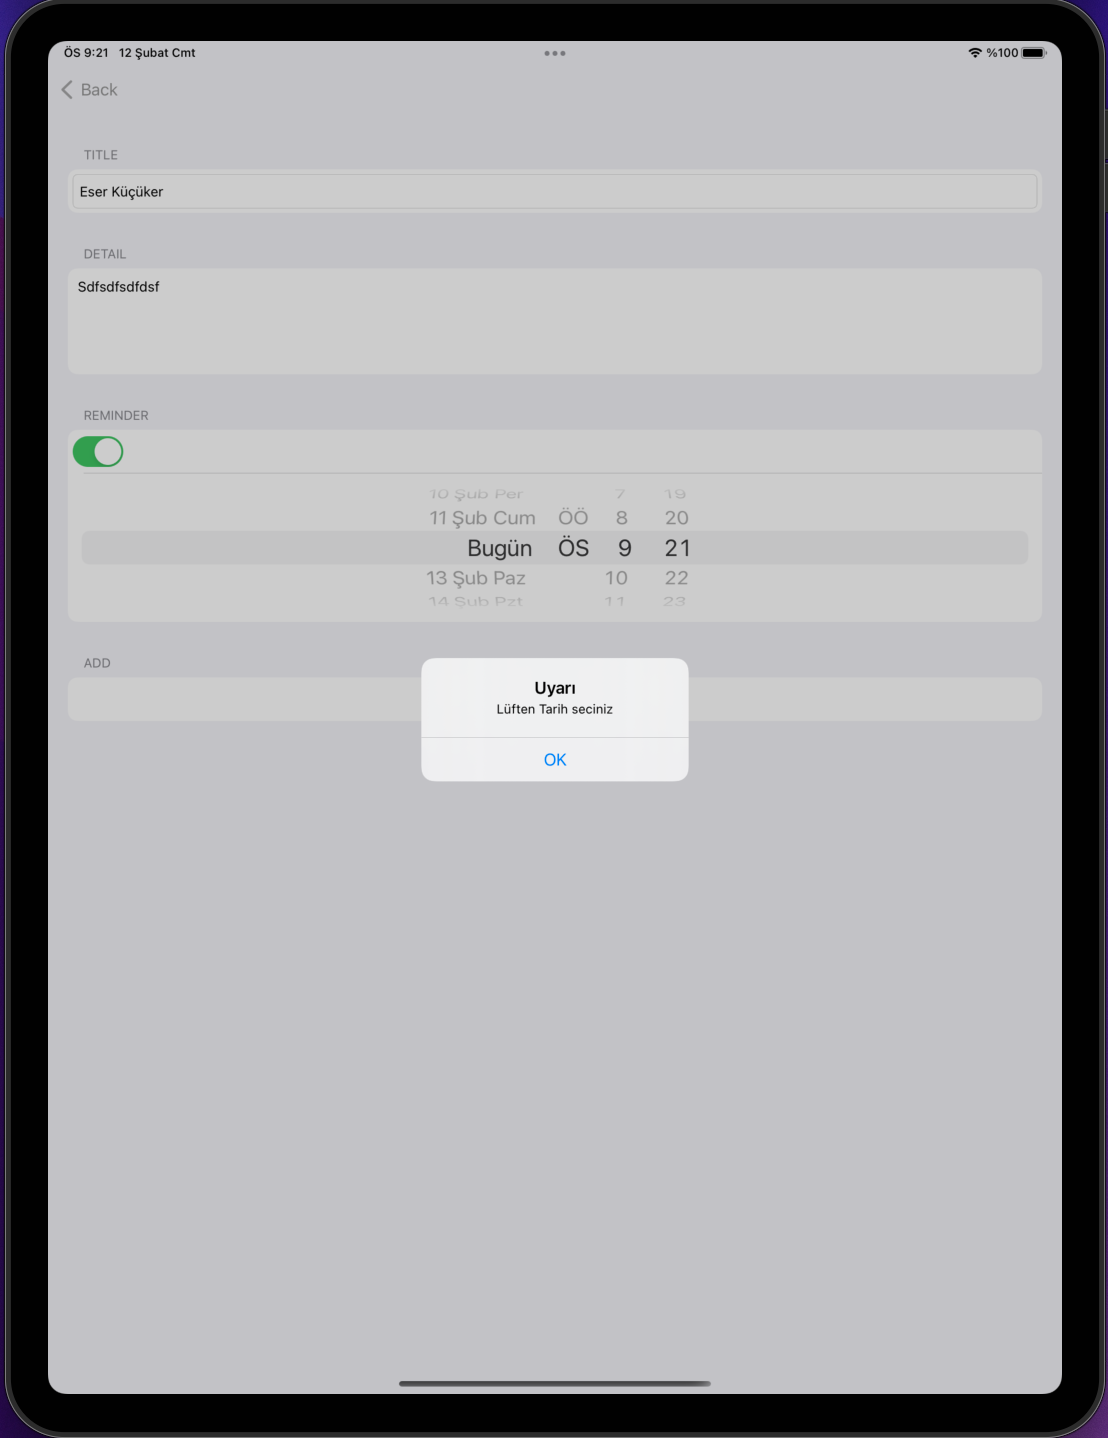 ÖS 9:21 12 Şubat Cmt %100
Back
TITLE
Eser Küçüker
DETAIL
Sdfsdfsdfdsf
REMINDER
10 Şub Per 7 19
11 Şub Cum ÖÖ 8 20
Bugün ÖS 9 21
13 Şub Paz 10 22
14 Şub Pzt 11 23
ADD
Uyarı
Lüften Tarih seciniz
OK